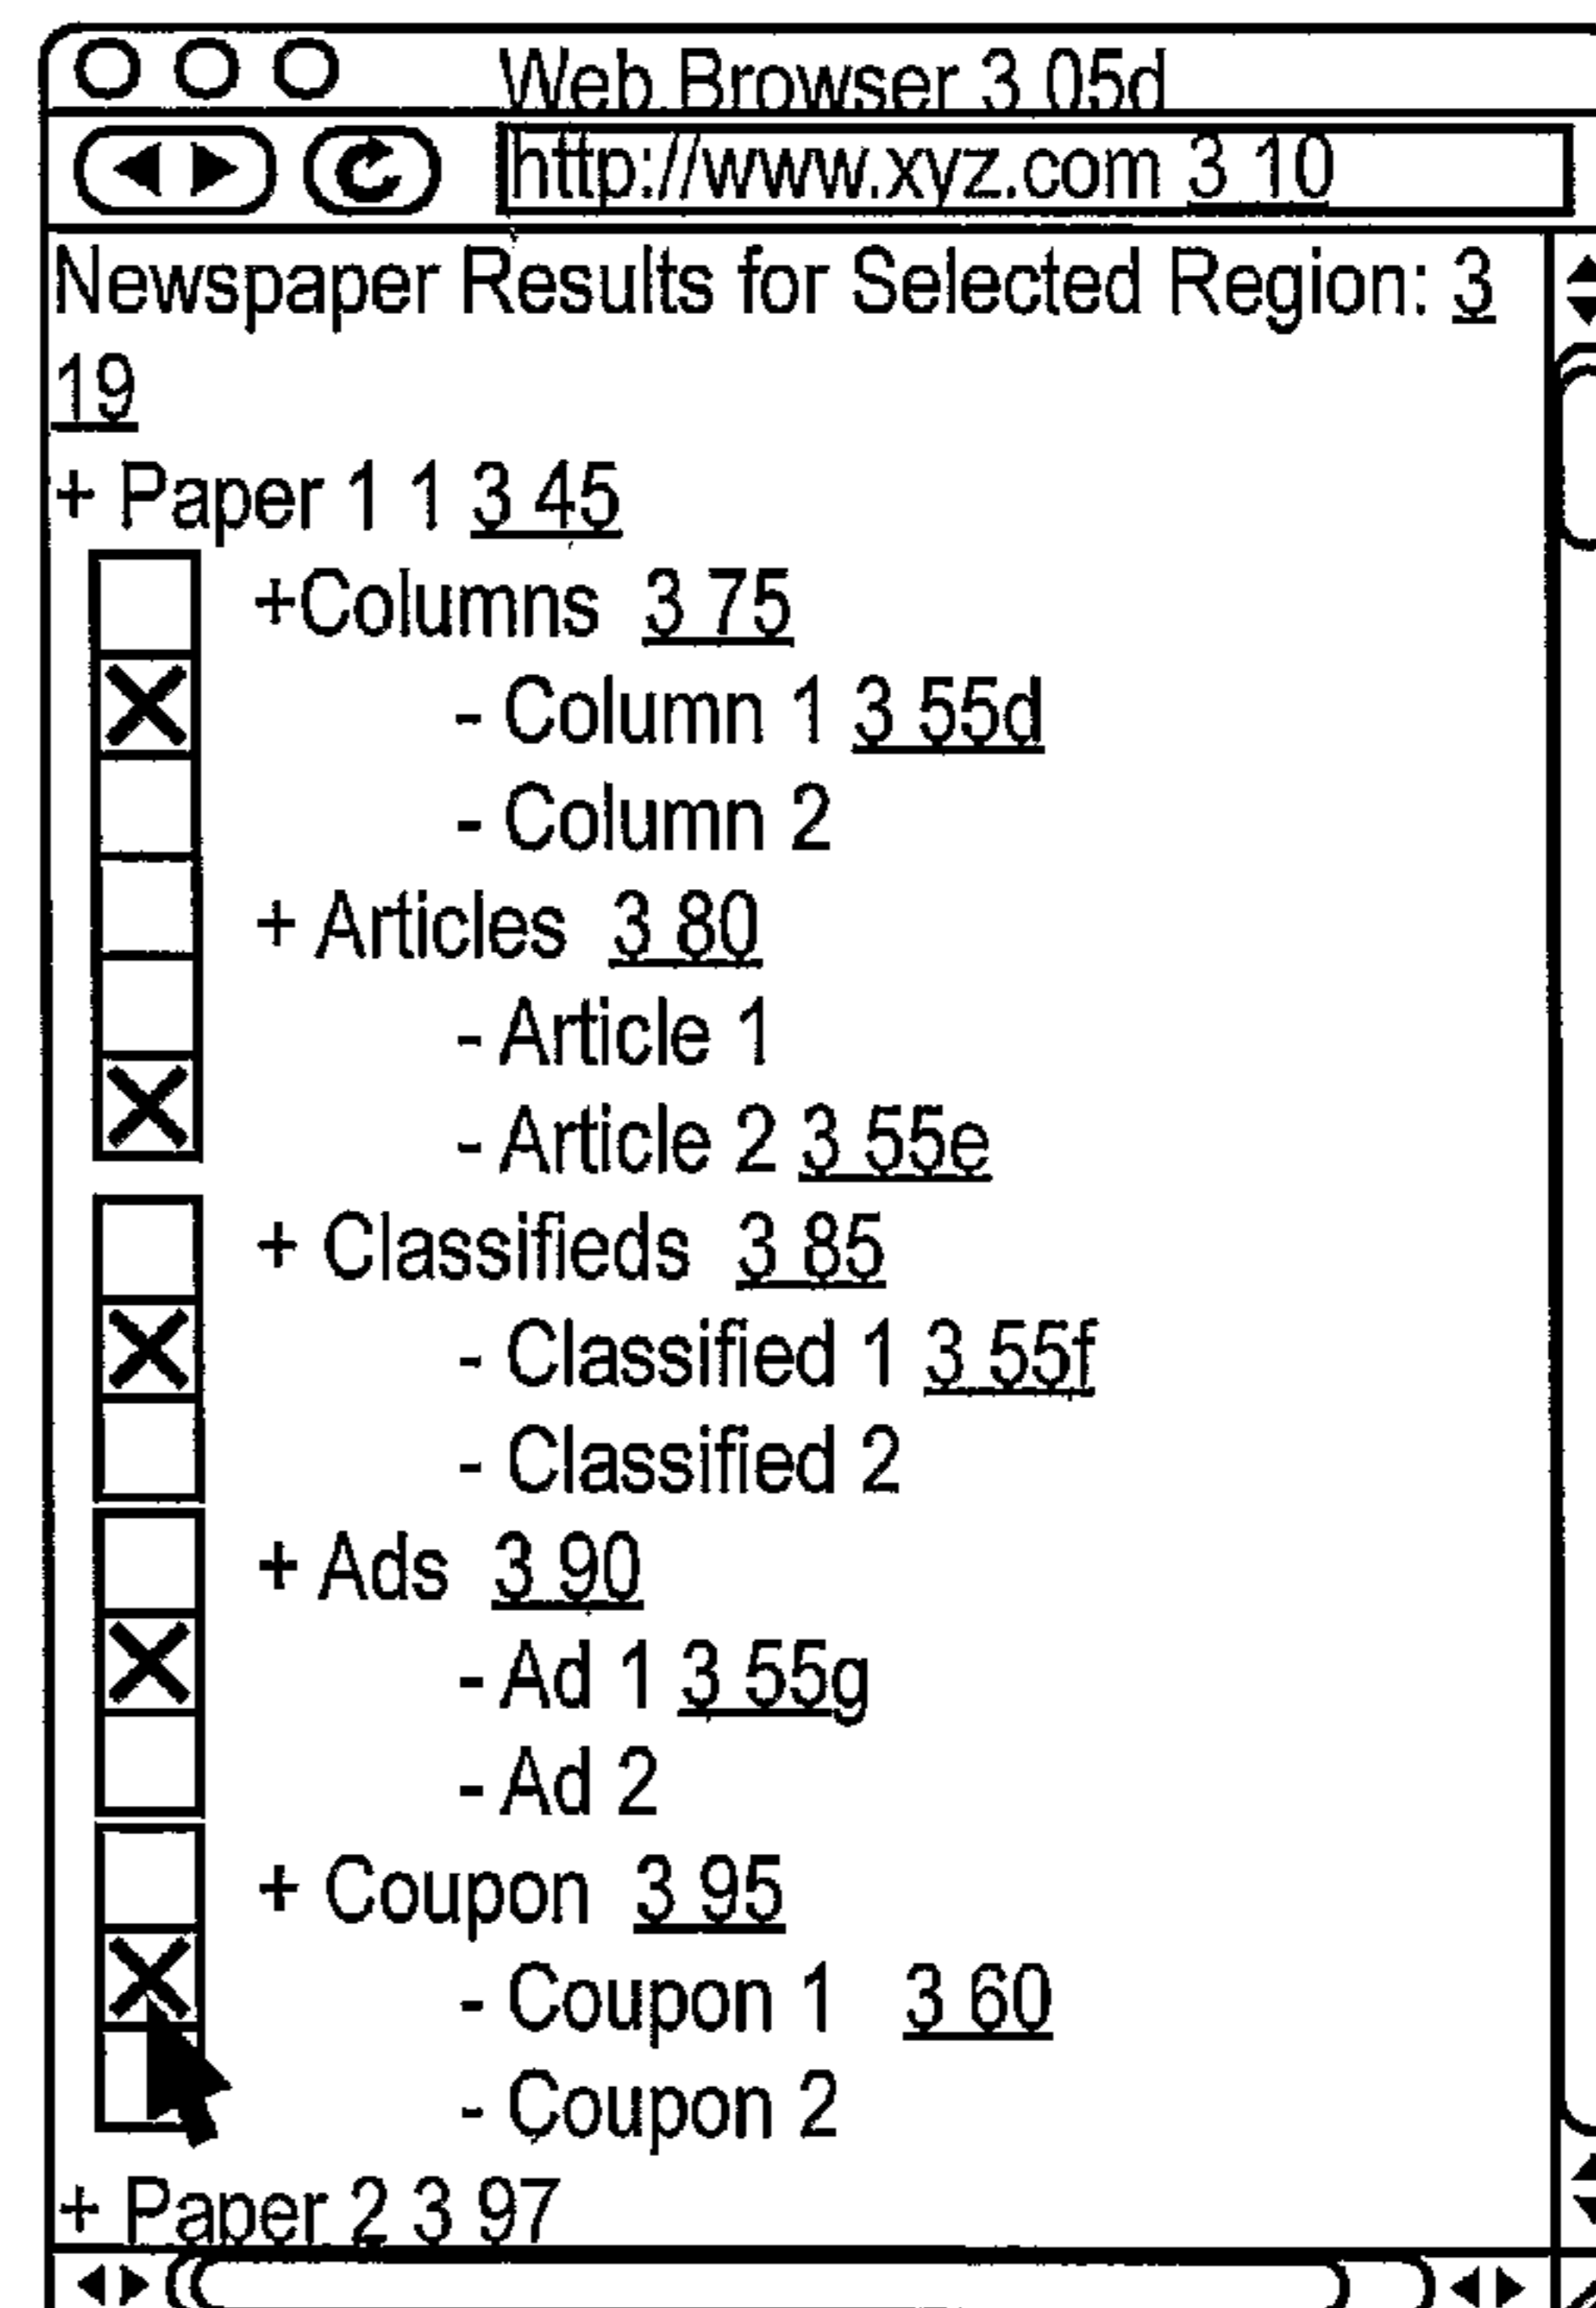 Web Browser 3 05d
http://www.xyz.com 3 10
Newspaper Results for Selected Region: 3
19
+ Paper 1 1 3 45
+Columns 3 75
- Column 1 3 55d
- Column 2
+ Articles 3 80
- Article 1
- Article 2 3 55e
+ Classifieds 3 85
- Classified 1 3 55f
- Classified 2
+ Ads 3 90
- Ad 1 3 55g
- Ad 2
+ Coupon 3 95
- Coupon 1 3 60
- Coupon 2
+ Paper 2 3 97